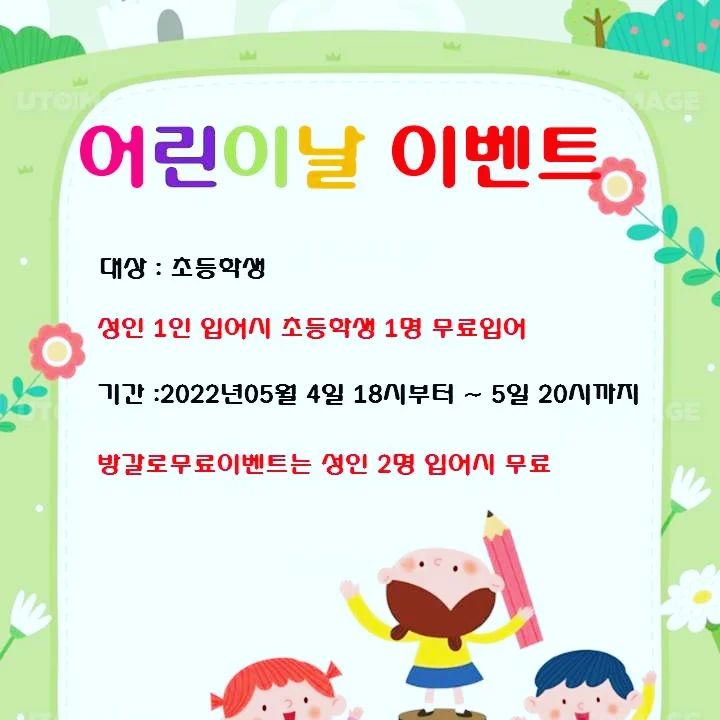 어린이날 이벤트
대상 : 초등학생
성인 1인 입어시 초등학생 1명 무료입어
기간 :2022년05월 4일 18시부터 ~ 5일 20시까지
방갈로무료이벤트는 성인 2명 입어시 무료